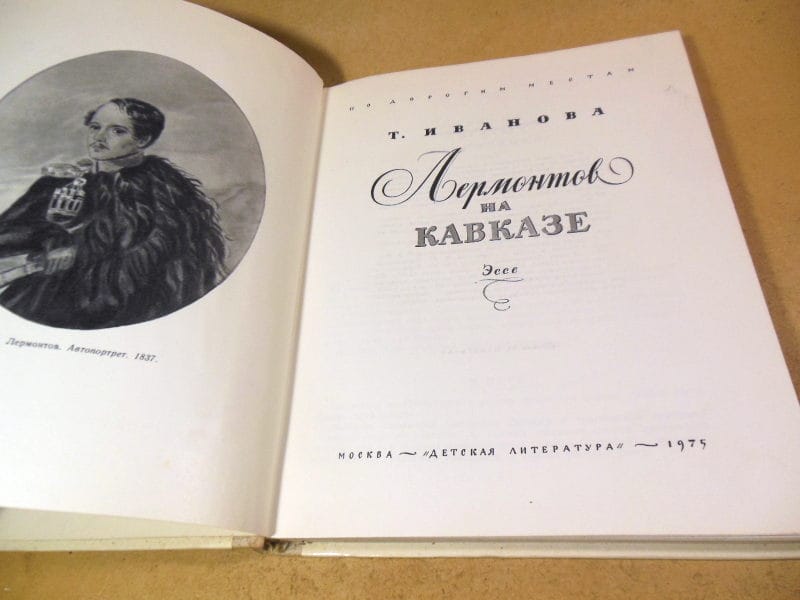 Лермонтов. Автопортрет. 1837.
ПО ДОРОГИМ МЕСТАМ
Т. ИВАНОВА
Лермонтов
НА
КАВКАЗЕ
Эссе
МОСКВА — "ДЕТСКАЯ ЛИТЕРАТУРА" — 1975